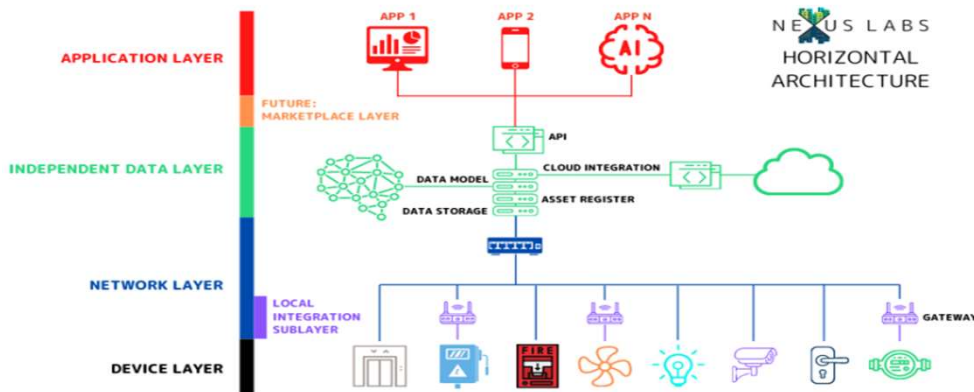 APP 1
APP 2
APP N
AI
NEXUS LABS
HORIZONTAL
ARCHITECTURE
APPLICATION LAYER
FUTURE:
MARKETPLACE LAYER
API
INDEPENDENT DATA LAYER
CLOUD INTEGRATION
DATA MODEL
ASSET REGISTER
DATA STORAGE
NETWORK LAYER
LOCAL
INTEGRATION
SUBLAYER
GATEWAY
DEVICE LAYER
FIRE